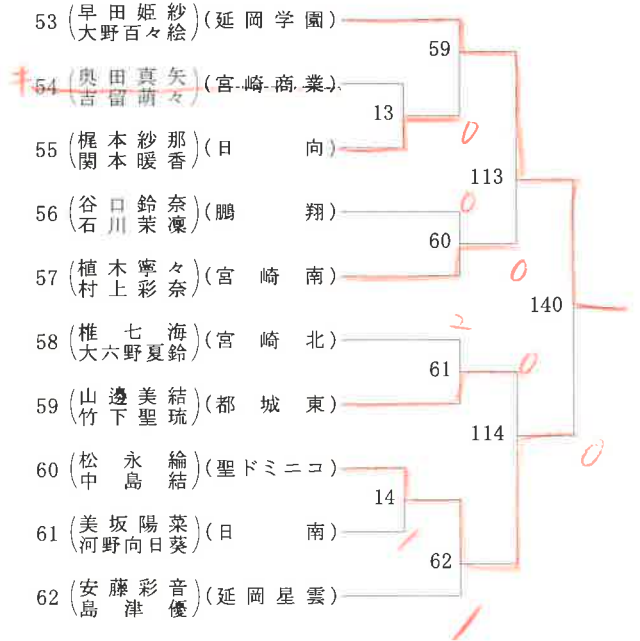 53 (早田姫紗 大野百々絵)(延岡学園)
59
キ 54 (奥田真矢 吉留萌々)(宮崎商業)
13
0
55 (梶本紗那 関本暖香)(日向)
113
56 (谷口鈴奈 石川茉凜)(鵬翔)
0
60
57 (植木寧々 村上彩奈)(宮崎南)
0
140
58 (椎七海 大六野夏鈴)(宮崎北)
2
61
0
59 (山邉美結 竹下聖琉)(都城東)
114
0
60 (松永綸 中島結)(聖ドミニコ)
14
61 (美坂陽菜 河野向日葵)(日南)
1
62
62 (安藤彩音 島津優)(延岡星雲)
1